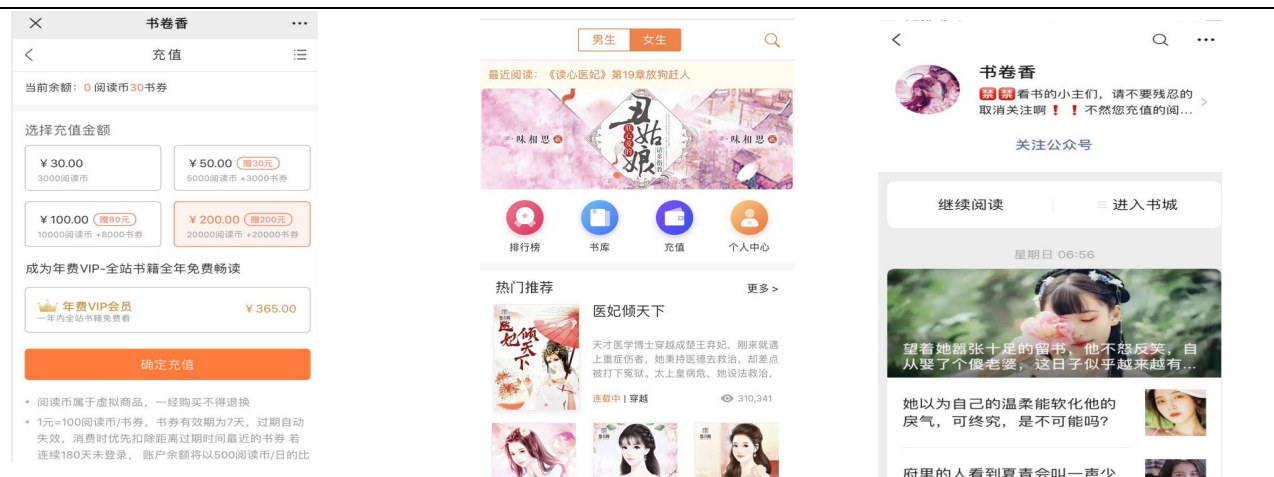 书卷香
充值
当前余额：0 阅读币30书券
选择充值金额
￥30.00
3000阅读币
￥50.00 赠30元
5000阅读币 +3000书券
￥100.00 赠80元
10000阅读币 +8000书券
￥200.00 赠200元
20000阅读币 +20000书券
成为年费VIP-全站书籍全年免费畅读
年费VIP会员
￥365.00
一年内全站书籍免费看
确定充值
阅读币属于虚拟商品，一经购买不得退换
1元=100阅读币/书券，书券有效期为7天，过期自动
失效，消费时优先扣除距离过期时间最近的书券 若
连续180天未登录， 账户余额将以500阅读币/日的比
男生 女生
最近阅读：《读心医妃》第19章放狗赶人
丑姑娘
一味相思
一味相思
排行榜 书库 充值 个人中心
热门推荐
更多>
医妃倾天下
医妃倾天下
天才医学博士穿越成楚王弃妃，刚来就遇
上重症伤者，她秉持医德去救治，却差点
被打下冤狱。太上皇病危，她设法救治，
连载中 | 穿越
310,341
书卷香
禁 禁 看书的小主们，请不要残忍的
取消关注啊！！不然您充值的阅...
关注公众号
继续阅读
进入书城
星期日 06:56
望着她嚣张十足的留书，他不怒反笑，自
从娶了个傻老婆，这日子似乎越来越有...
她以为自己的温柔能软化他的
戾气，可终究，是不可能吗?
府里的人看到夏青会叫一声少